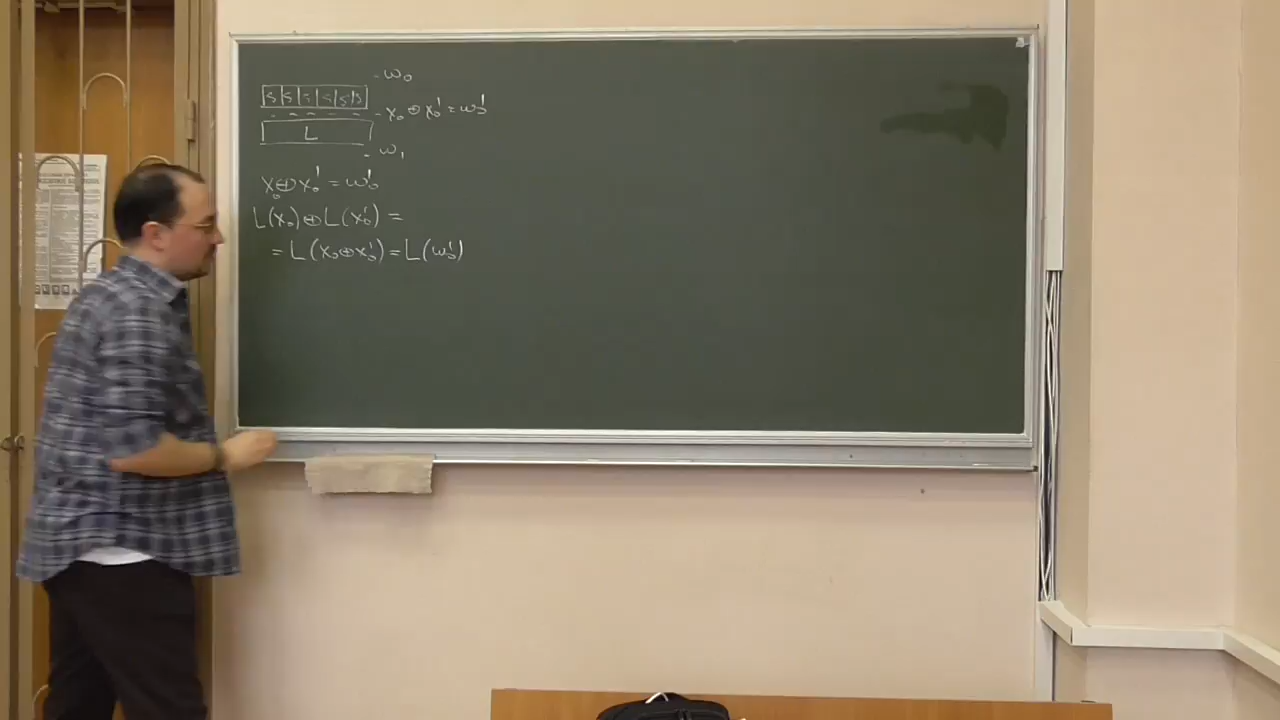 - ω₀
S S S S S S
- x₀ ⊕ x₀' = ω₀'
L
- ω₁
x₀ ⊕ x₀' = ω₀'
L(x₀) ⊕ L(x₀') =
= L(x₀ ⊕ x₀') = L(ω₀')